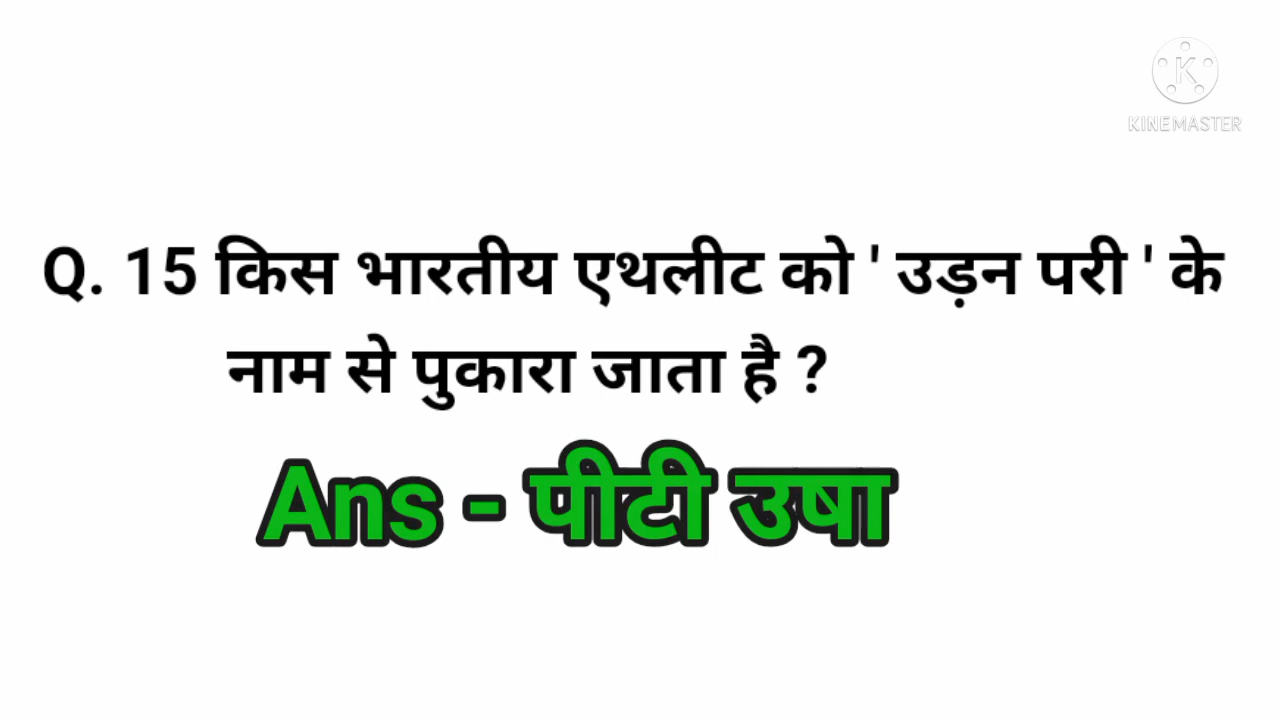 K
KINEMASTER
Q. 15 किस भारतीय एथलीट को ' उड़न परी ' के
नाम से पुकारा जाता है ?
Ans - पीटी उषा